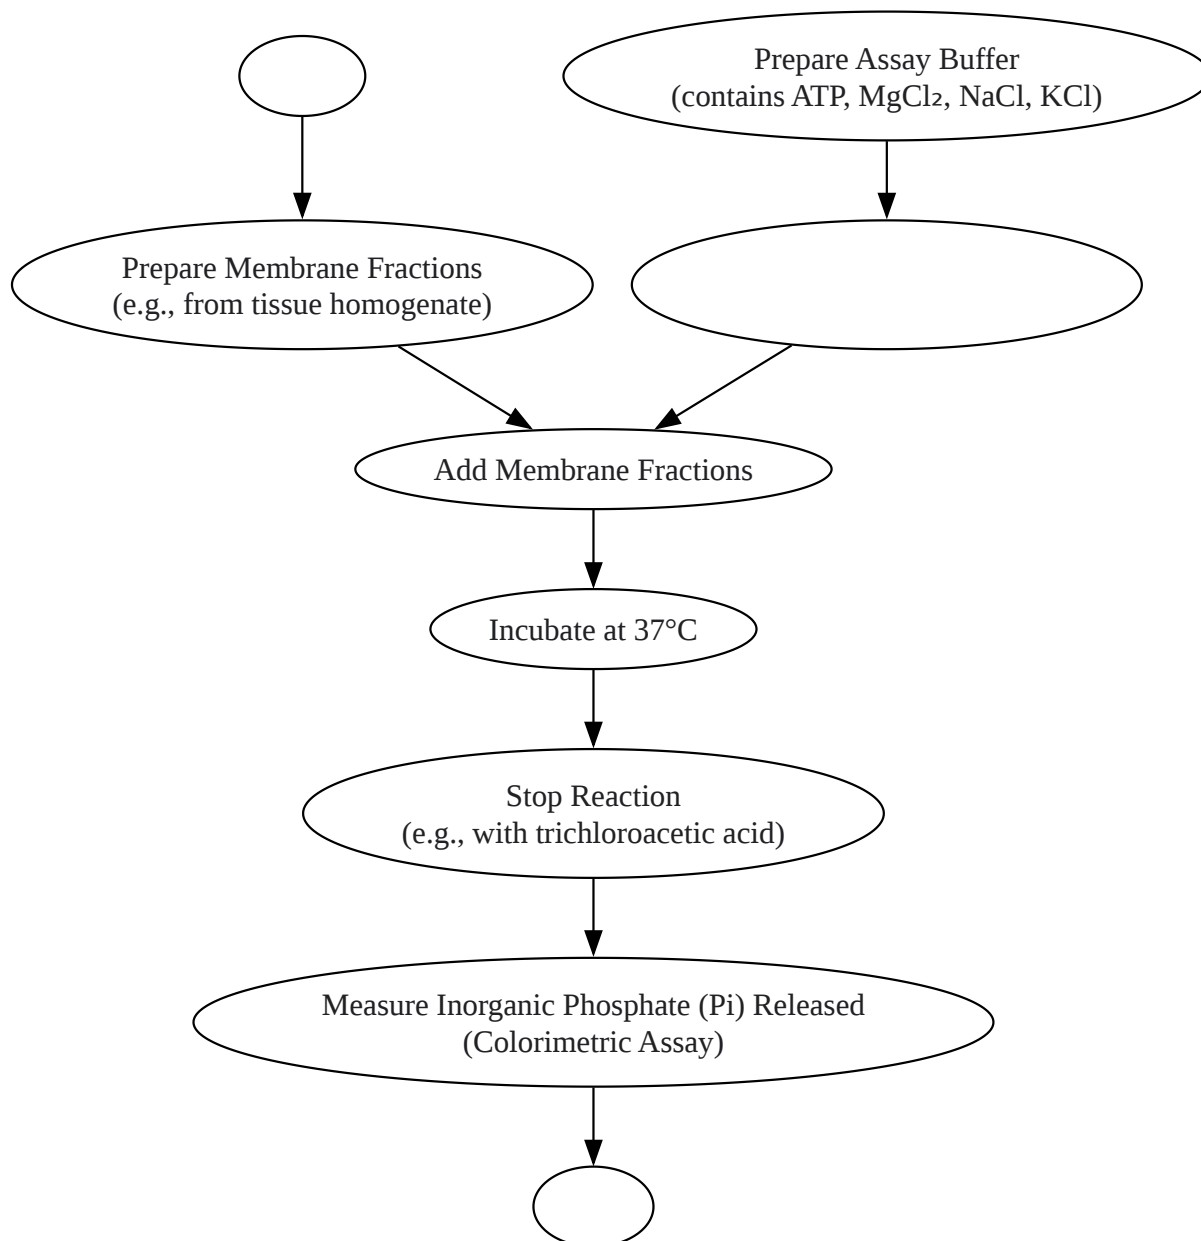 Prepare Assay Buffer
(contains ATP, MgCl₂, NaCl, KCl)
Prepare Membrane Fractions
(e.g., from tissue homogenate)
Add Membrane Fractions
Incubate at 37°C
Stop Reaction
(e.g., with trichloroacetic acid)
Measure Inorganic Phosphate (Pi) Released
(Colorimetric Assay)